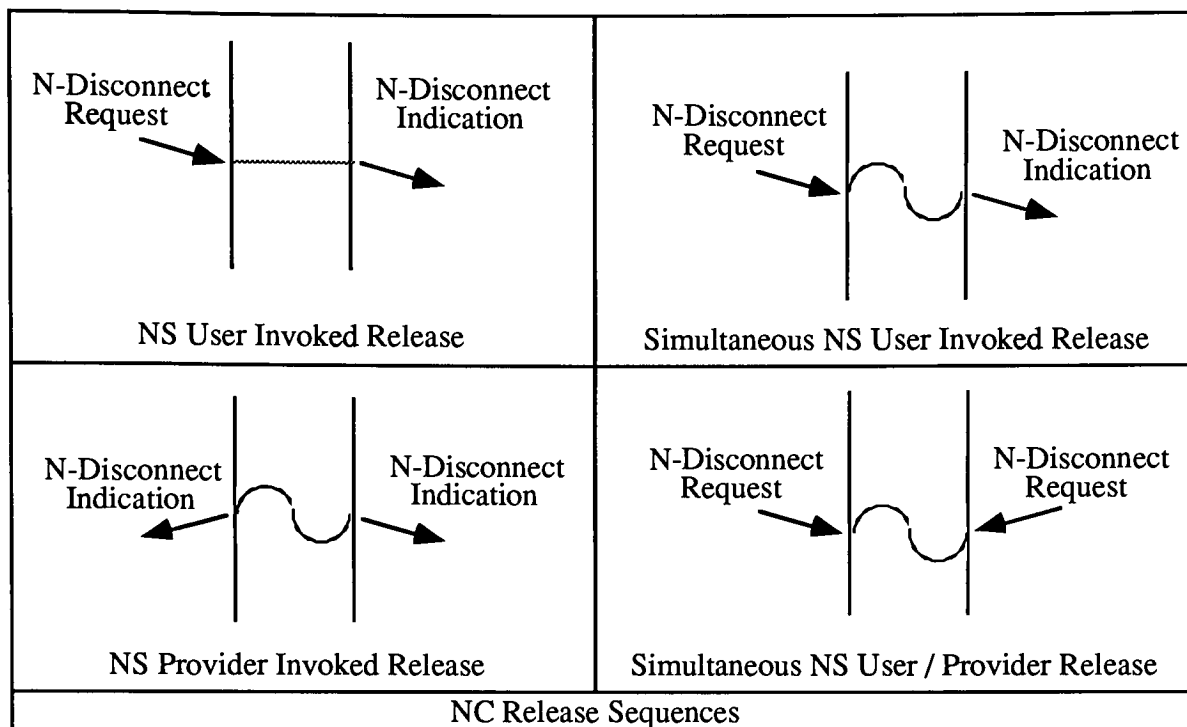 N-Disconnect
Request
N-Disconnect
Indication
NS User Invoked Release
N-Disconnect
Request
N-Disconnect
Indication
Simultaneous NS User Invoked Release
N-Disconnect
Indication
N-Disconnect
Indication
NS Provider Invoked Release
N-Disconnect
Request
N-Disconnect
Request
Simultaneous NS User / Provider Release
NC Release Sequences